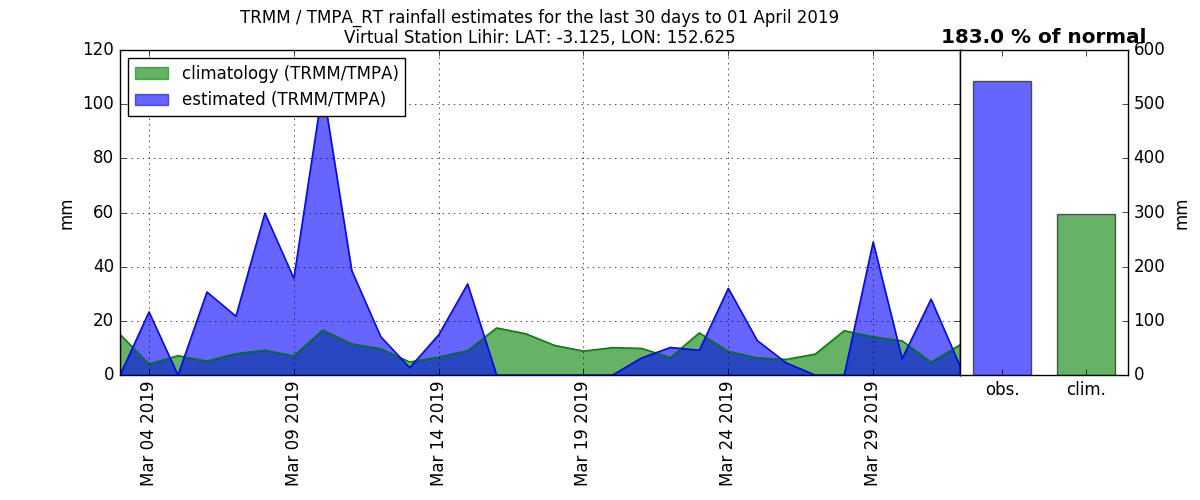 TRMM / TMPA_RT rainfall estimates for the last 30 days to 01 April 2019
Virtual Station Lihir: LAT: -3.125, LON: 152.625
183.0 % of normal
climatology (TRMM/TMPA)
estimated (TRMM/TMPA)
120
100
80
60
40
20
0
mm
Mar 04 2019
Mar 09 2019
Mar 14 2019
Mar 19 2019
Mar 24 2019
Mar 29 2019
600
500
400
300
200
100
0
mm
obs.
clim.